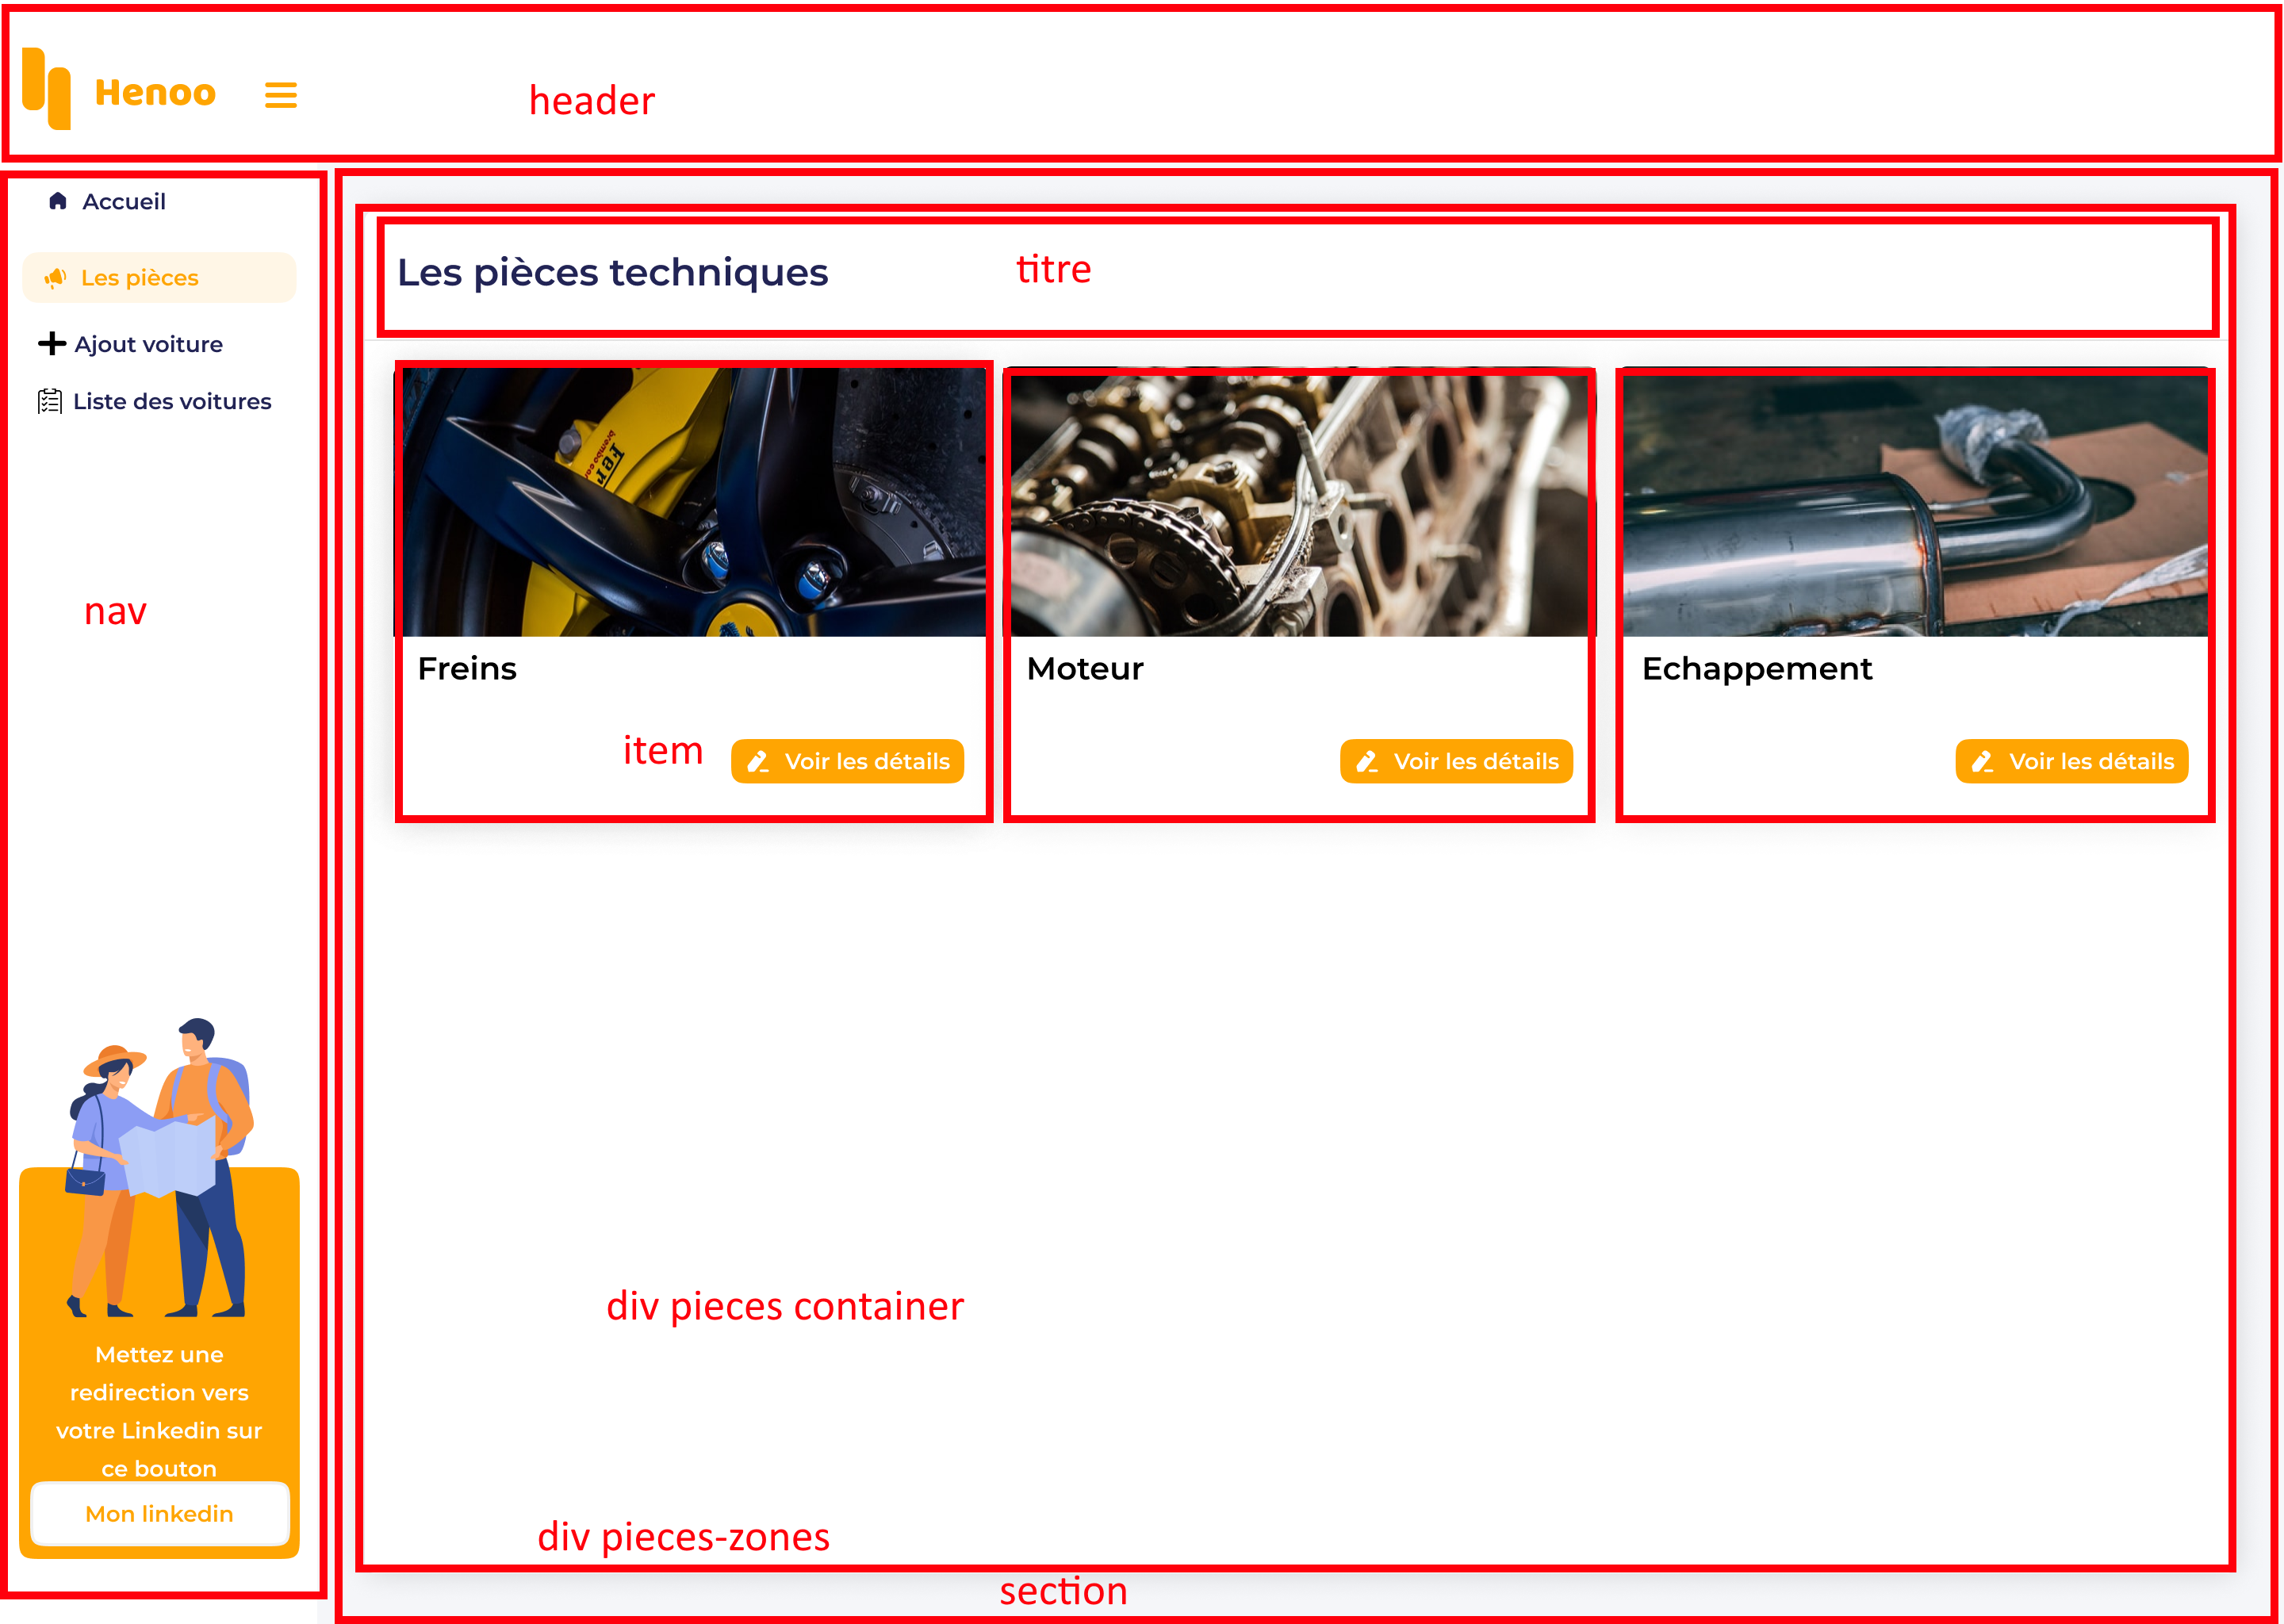 Henoo
header
Accueil
Les pièces
Ajout voiture
Liste des voitures
nav
Mettez une
redirection vers
votre Linkedin sur
ce bouton
Mon linkedin
Les pièces techniques
titre
Freins
item
Voir les détails
Moteur
Voir les détails
Echappement
Voir les détails
div pieces container
div pieces-zones
section